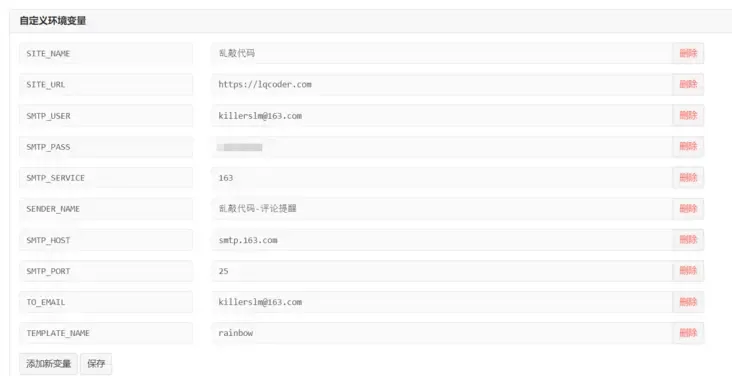 自定义环境变量
SITE_NAME 乱敲代码 删除
SITE_URL https://lqcoder.com 删除
SMTP_USER killerslm@163.com 删除
SMTP_PASS 删除
SMTP_SERVICE 163 删除
SENDER_NAME 乱敲代码-评论提醒 删除
SMTP_HOST smtp.163.com 删除
SMTP_PORT 25 删除
TO_EMAIL killerslm@163.com 删除
TEMPLATE_NAME rainbow 删除
添加新变量 保存